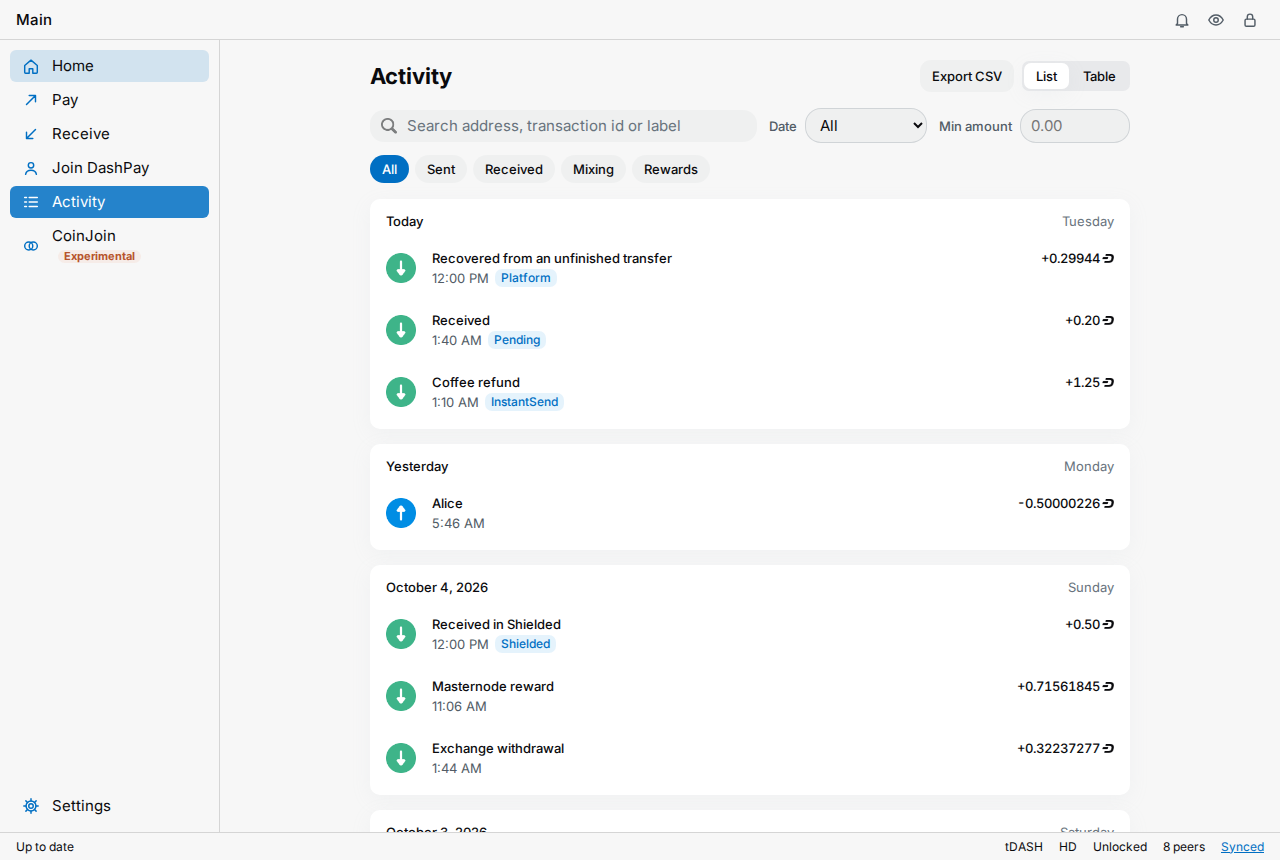 Main
Home
Pay
Receive
Join DashPay
Activity
CoinJoin
Experimental
Settings
Activity
Export CSV
List
Table
Search address, transaction id or label
Date
All
Min amount
0.00
All
Sent
Received
Mixing
Rewards
Today
Tuesday
Recovered from an unfinished transfer
+0.29944
12:00 PM
Platform
Received
+0.20
1:40 AM
Pending
Coffee refund
+1.25
1:10 AM
InstantSend
Yesterday
Monday
Alice
-0.50000226
5:46 AM
October 4, 2026
Sunday
Received in Shielded
+0.50
12:00 PM
Shielded
Masternode reward
+0.71561845
11:06 AM
Exchange withdrawal
+0.32237277
1:44 AM
October 3, 2026
Saturday
Up to date
tDASH
HD
Unlocked
8 peers
Synced